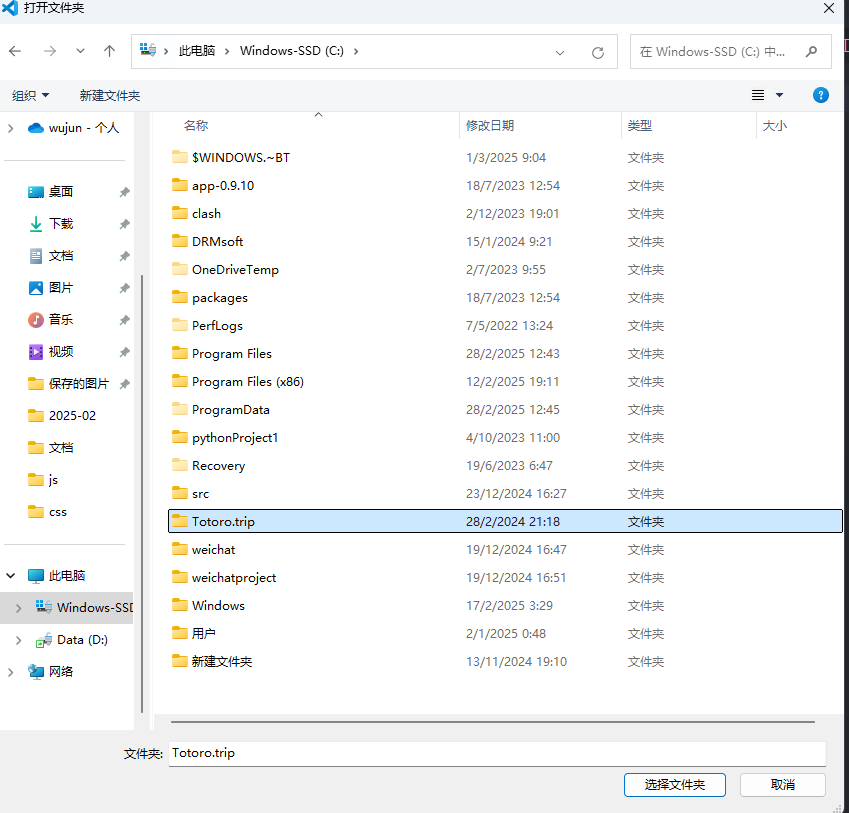 打开文件夹
此电脑 Windows-SSD (C:)
在 Windows-SSD (C:) 中...
组织 新建文件夹
wujun - 个人
桌面
下载
文档
图片
音乐
视频
保存的图片
2025-02
文档
js
css
此电脑
Windows-SSD
Data (D:)
网络
名称 修改日期 类型 大小
$WINDOWS.~BT 1/3/2025 9:04 文件夹
app-0.9.10 18/7/2023 12:54 文件夹
clash 2/12/2023 19:01 文件夹
DRMsoft 15/1/2024 9:21 文件夹
OneDriveTemp 2/7/2023 9:55 文件夹
packages 18/7/2023 12:54 文件夹
PerfLogs 7/5/2022 13:24 文件夹
Program Files 28/2/2025 12:43 文件夹
Program Files (x86) 12/2/2025 19:11 文件夹
ProgramData 28/2/2025 12:45 文件夹
pythonProject1 4/10/2023 11:00 文件夹
Recovery 19/6/2023 6:47 文件夹
src 23/12/2024 16:27 文件夹
Totoro.trip 28/2/2024 21:18 文件夹
weichat 19/12/2024 16:47 文件夹
weichatproject 19/12/2024 16:51 文件夹
Windows 17/2/2025 3:29 文件夹
用户 2/1/2025 0:48 文件夹
新建文件夹 13/11/2024 19:10 文件夹
文件夹: Totoro.trip
选择文件夹 取消